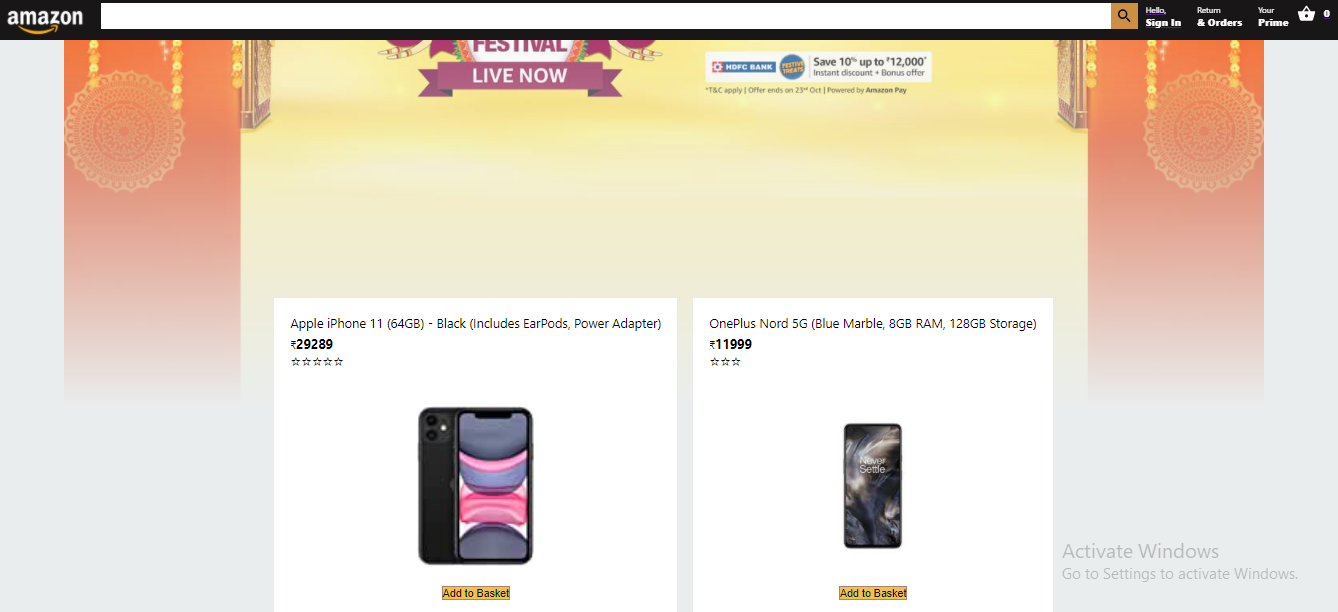 amazon
Hello,
Sign In
Return
& Orders
Your
Prime
0
FESTIVAL
LIVE NOW
HDFC BANK
FESTIVE TREATS
Save 10% up to ₹12,000*
Instant discount + Bonus offer
*T&C apply | Offer ends on 23rd Oct | Powered by Amazon Pay
Apple iPhone 11 (64GB) - Black (Includes EarPods, Power Adapter)
₹29289
☆☆☆☆☆
Add to Basket
OnePlus Nord 5G (Blue Marble, 8GB RAM, 128GB Storage)
₹11999
☆☆☆
Never
Settle
Add to Basket
Activate Windows
Go to Settings to activate Windows.